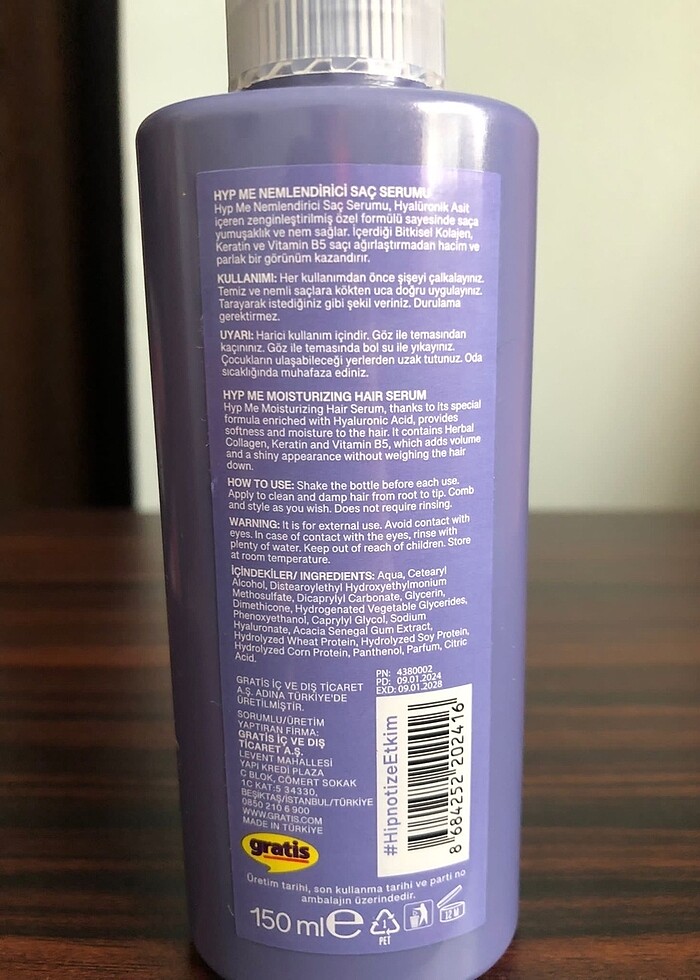 HYP ME NEMLENDİRİCİ SAÇ SERUMU
Hyp Me Nemlendirici Saç Serumu, Hyalüronik Asit
içeren zenginleştirilmiş özel formülü sayesinde saça
yumuşaklık ve nem sağlar. İçerdiği Bitkisel Kolajen,
Keratin ve Vitamin B5 saçı ağırlaştırmadan hacim ve
parlak bir görünüm kazandırır.
KULLANIMI: Her kullanımdan önce şişeyi çalkalayınız.
Temiz ve nemli saçlara kökten uca doğru uygulayınız.
Tarayarak istediğiniz gibi şekil veriniz. Durulama
gerektirmez.
UYARI: Harici kullanım içindir. Göz ile temasından
kaçınınız. Göz ile temasında bol su ile yıkayınız.
Çocukların ulaşabileceği yerlerden uzak tutunuz. Oda
sıcaklığında muhafaza ediniz.
HYP ME MOISTURIZING HAIR SERUM
Hyp Me Moisturizing Hair Serum, thanks to its special
formula enriched with Hyaluronic Acid, provides
softness and moisture to the hair. It contains Herbal
Collagen, Keratin and Vitamin B5, which adds volume
and a shiny appearance without weighing the hair
down.
HOW TO USE: Shake the bottle before each use.
Apply to clean and damp hair from root to tip. Comb
and style as you wish. Does not require rinsing.
WARNING: It is for external use. Avoid contact with
eyes. In case of contact with the eyes, rinse with
plenty of water. Keep out of reach of children. Store
at room temperature.
İÇİNDEKİLER/ INGREDIENTS: Aqua, Cetearyl
Alcohol, Distearoylethyl Hydroxyethylmonium
Methosulfate, Dicaprylyl Carbonate, Glycerin,
Dimethicone, Hydrogenated Vegetable Glycerides,
Phenoxyethanol, Caprylyl Glycol, Sodium
Hyaluronate, Acacia Senegal Gum Extract,
Hydrolyzed Wheat Protein, Hydrolyzed Soy Protein,
Hydrolyzed Corn Protein, Panthenol, Parfum, Citric
Acid.
PN: 4380002
PD: 09.01.2024
EXD: 09.01.2028
GRATİS İÇ VE DIŞ TİCARET
A.Ş. ADINA TÜRKİYE'DE
ÜRETİLMİŞTİR.
SORUMLU/ÜRETİM
YAPTIRAN FİRMA:
GRATİS İÇ VE DIŞ
TİCARET A.Ş.
LEVENT MAHALLESİ
YAPI KREDİ PLAZA
C BLOK, CÖMERT SOKAK
1C KAT:5 34330,
BEŞİKTAŞ/İSTANBUL/TÜRKİYE
0850 210 6 900
WWW.GRATIS.COM
MADE IN TÜRKİYE
#HipnotizeEtkim
8 684252 202416
gratis
Üretim tarihi, son kullanma tarihi ve parti no
ambalajın üzerindedir.
150 ml e
1
PET
12 M